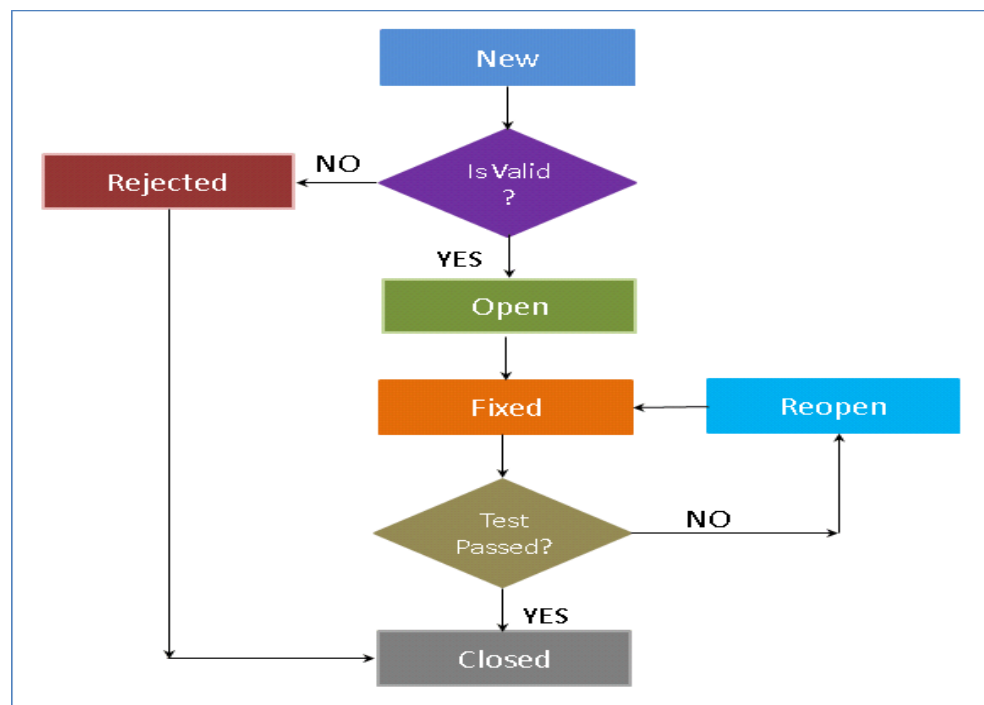 New
Is Valid
?
NO
Rejected
YES
Open
Fixed
Reopen
Test
Passed?
NO
YES
Closed